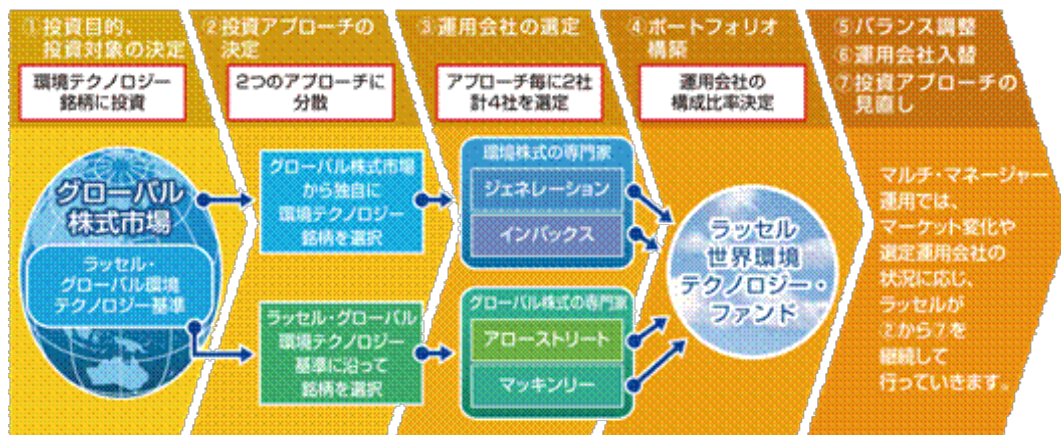 ①投資目的、
投資対象の決定
環境テクノロジー
銘柄に投資
グローバル
株式市場
ラッセル・
グローバル環境
テクノロジー基準
②投資アプローチの
決定
2つのアプローチに
分散
グローバル株式市場
から独自に
環境テクノロジー
銘柄を選択
ラッセル・グローバル
環境テクノロジー
基準に沿って
銘柄を選択
③運用会社の選定
アプローチ毎に2社
計4社を選定
環境株式の専門家
ジェネレーション
インパックス
グローバル株式の専門家
アローストリート
マッキンリー
④ポートフォリオ
構築
運用会社の
構成比率決定
ラッセル
世界環境
テクノロジー・
ファンド
⑤バランス調整
⑥運用会社入替
⑦投資アプローチの
見直し
マルチ・マネージャー
運用では、
マーケット変化や
選定運用会社の
状況に応じ、
ラッセルが
②から⑦を
継続して
行っていきます。